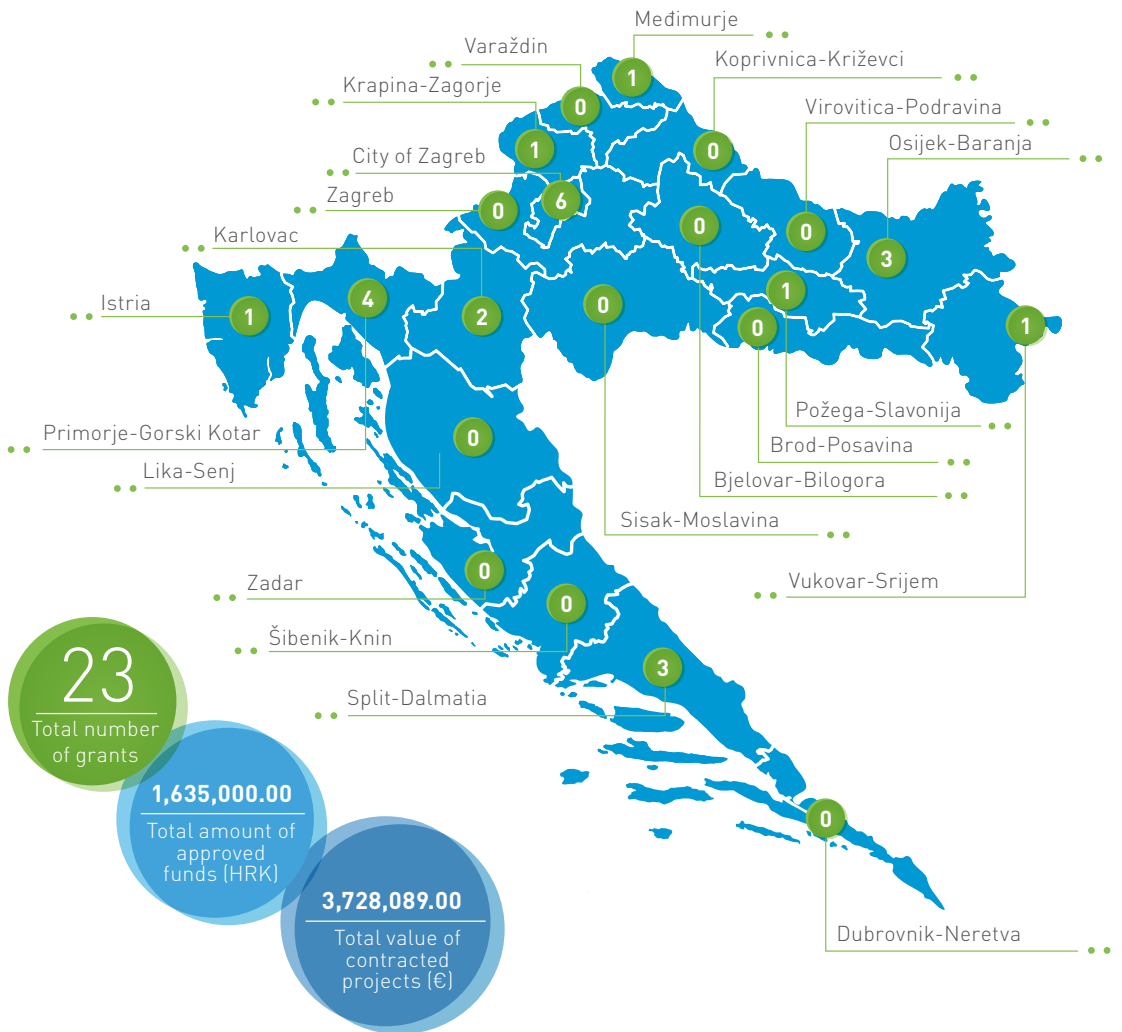 Međimurje
1
Varaždin
0
Koprivnica-Križevci
0
Krapina-Zagorje
1
Virovitica-Podravina
0
Osijek-Baranja
3
City of Zagreb
6
Zagreb
0
Karlovac
2
Istria
1
4
0
0
1
0
1
Primorje-Gorski Kotar
Lika-Senj
0
Požega-Slavonija
Brod-Posavina
Bjelovar-Bilogora
Sisak-Moslavina
Vukovar-Srijem
Zadar
0
Šibenik-Knin
0
Split-Dalmatia
3
23
Total number
of grants
1,635,000.00
Total amount of
approved
funds (HRK)
3,728,089.00
Total value of
contracted
projects (€)
0
Dubrovnik-Neretva